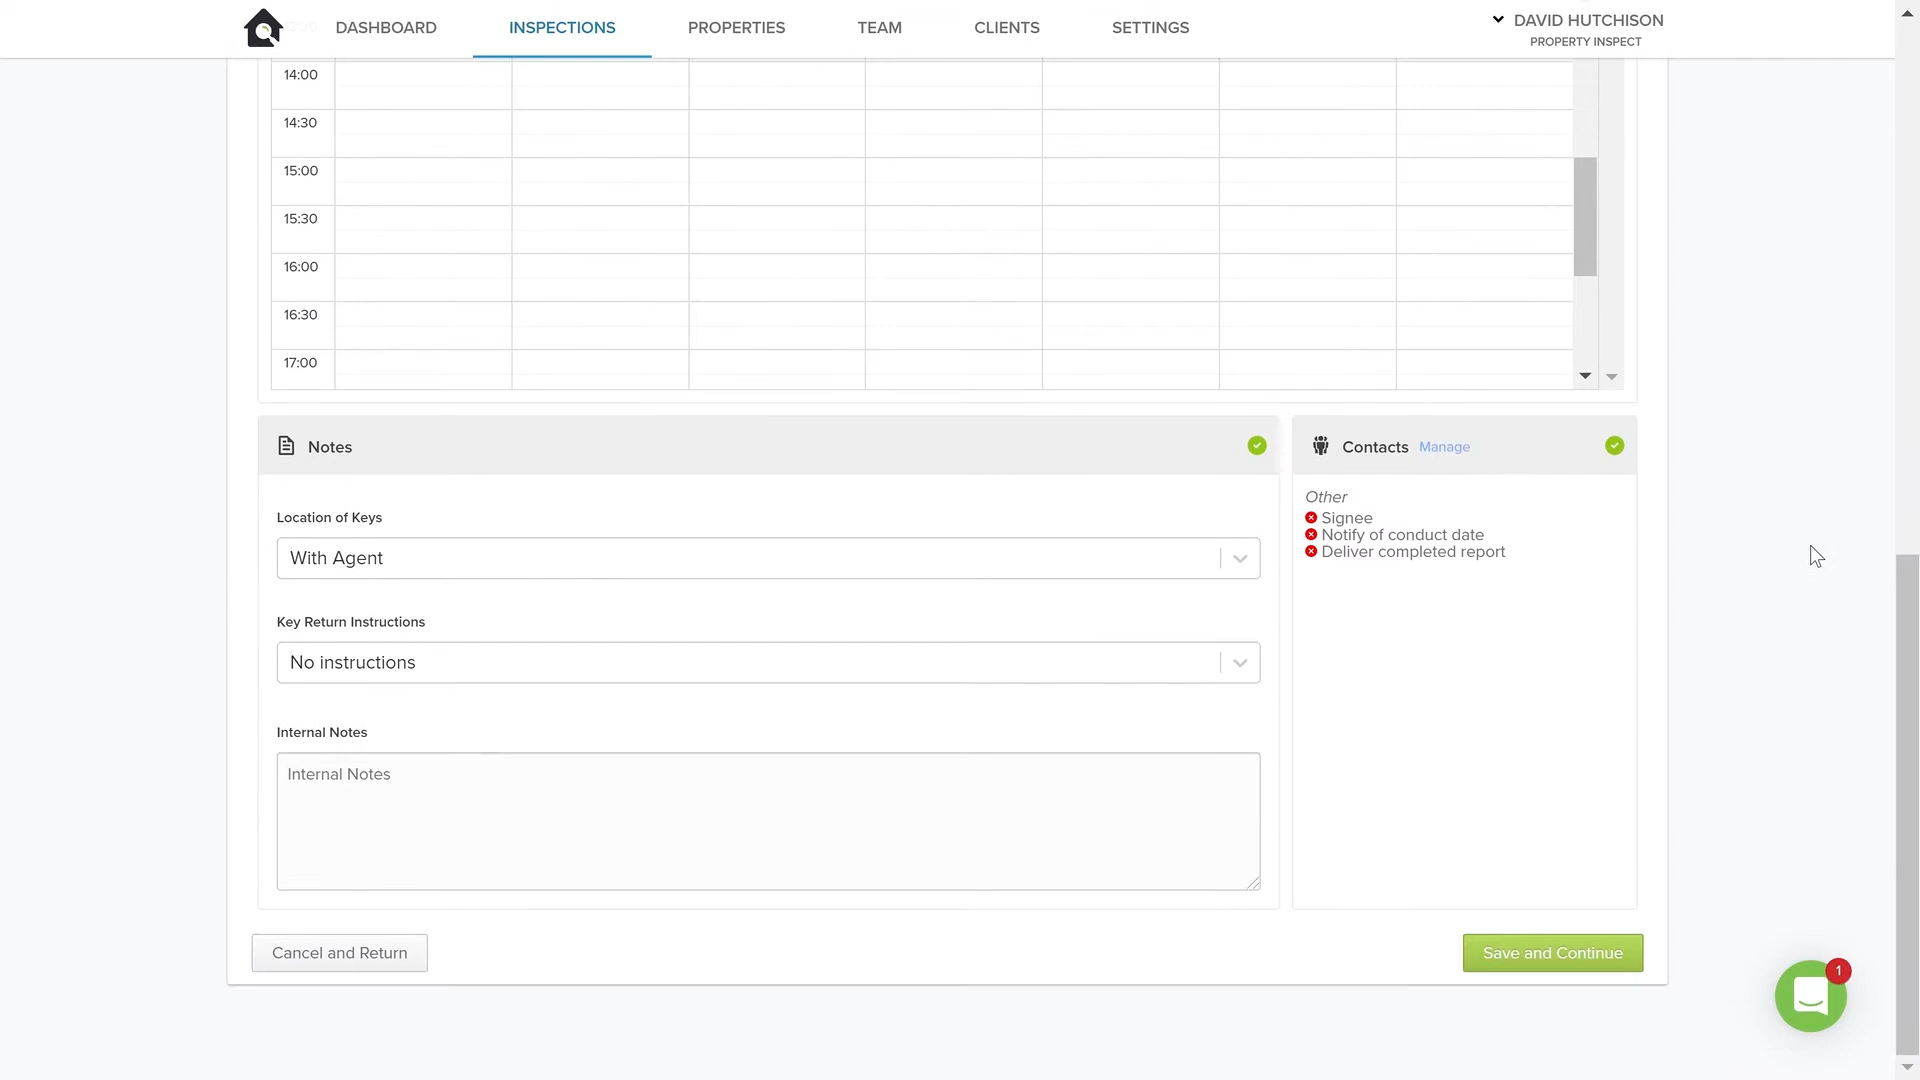 DASHBOARD INSPECTIONS PROPERTIES TEAM CLIENTS SETTINGS
DAVID HUTCHISON
PROPERTY INSPECT
14:00
14:30
15:00
15:30
16:00
16:30
17:00
Notes
Location of Keys
With Agent
Key Return Instructions
No instructions
Internal Notes
Internal Notes
Contacts Manage
Other
Signee
Notify of conduct date
Deliver completed report
Cancel and Return
Save and Continue
1